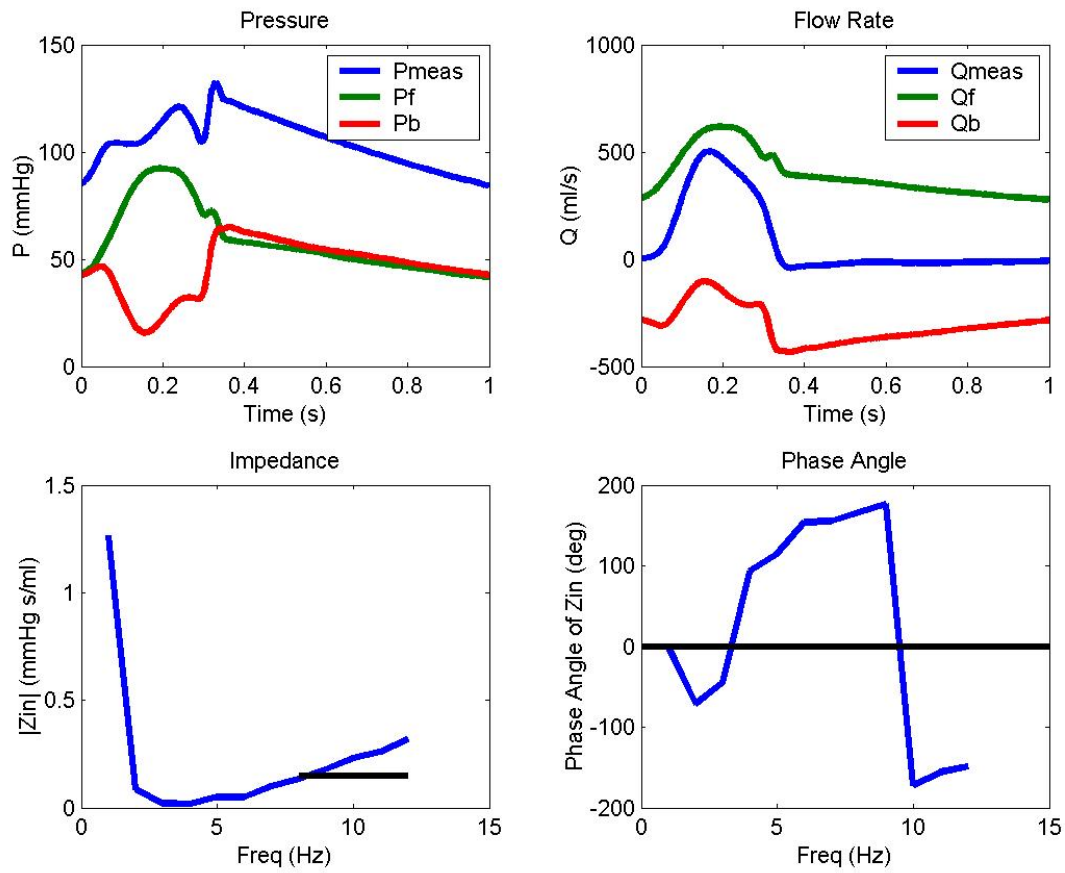 Pressure
150
100
50
0
P (mmHg)
Pmeas
Pf
Pb
0 0.2 0.4 0.6 0.8 1
Time (s)
Flow Rate
1000
500
0
-500
Q (ml/s)
Qmeas
Qf
Qb
0 0.2 0.4 0.6 0.8 1
Time (s)
Impedance
1.5
1
0.5
0
|Zin| (mmHg s/ml)
0 5 10 15
Freq (Hz)
Phase Angle
200
100
0
-100
-200
Phase Angle of Zin (deg)
0 5 10 15
Freq (Hz)